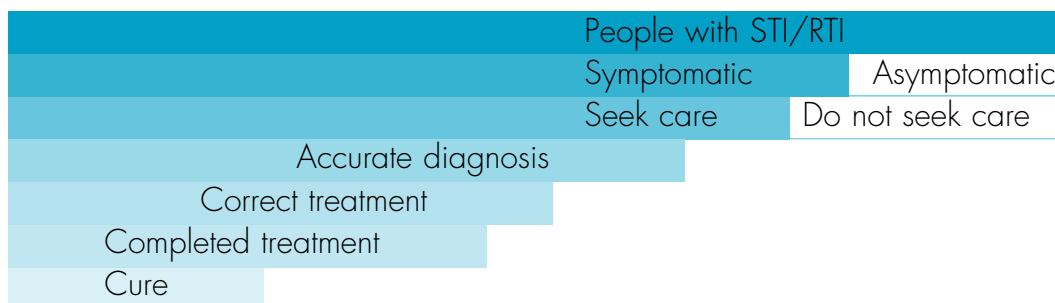 People with STI/RTI
Symptomatic Asymptomatic
Seek care Do not seek care
Accurate diagnosis
Correct treatment
Completed treatment
Cure